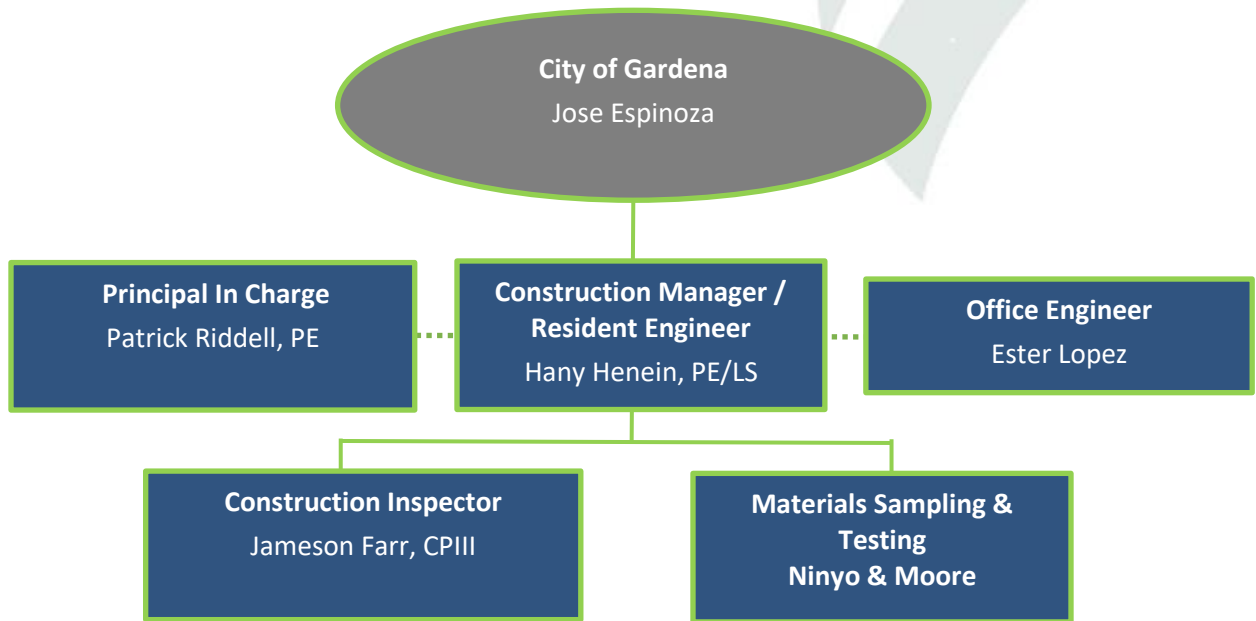 City of Gardena
Jose Espinoza
Principal In Charge
Patrick Riddell, PE
Construction Manager /
Resident Engineer
Hany Henein, PE/LS
Office Engineer
Ester Lopez
Construction Inspector
Jameson Farr, CPIII
Materials Sampling &
Testing
Ninyo & Moore